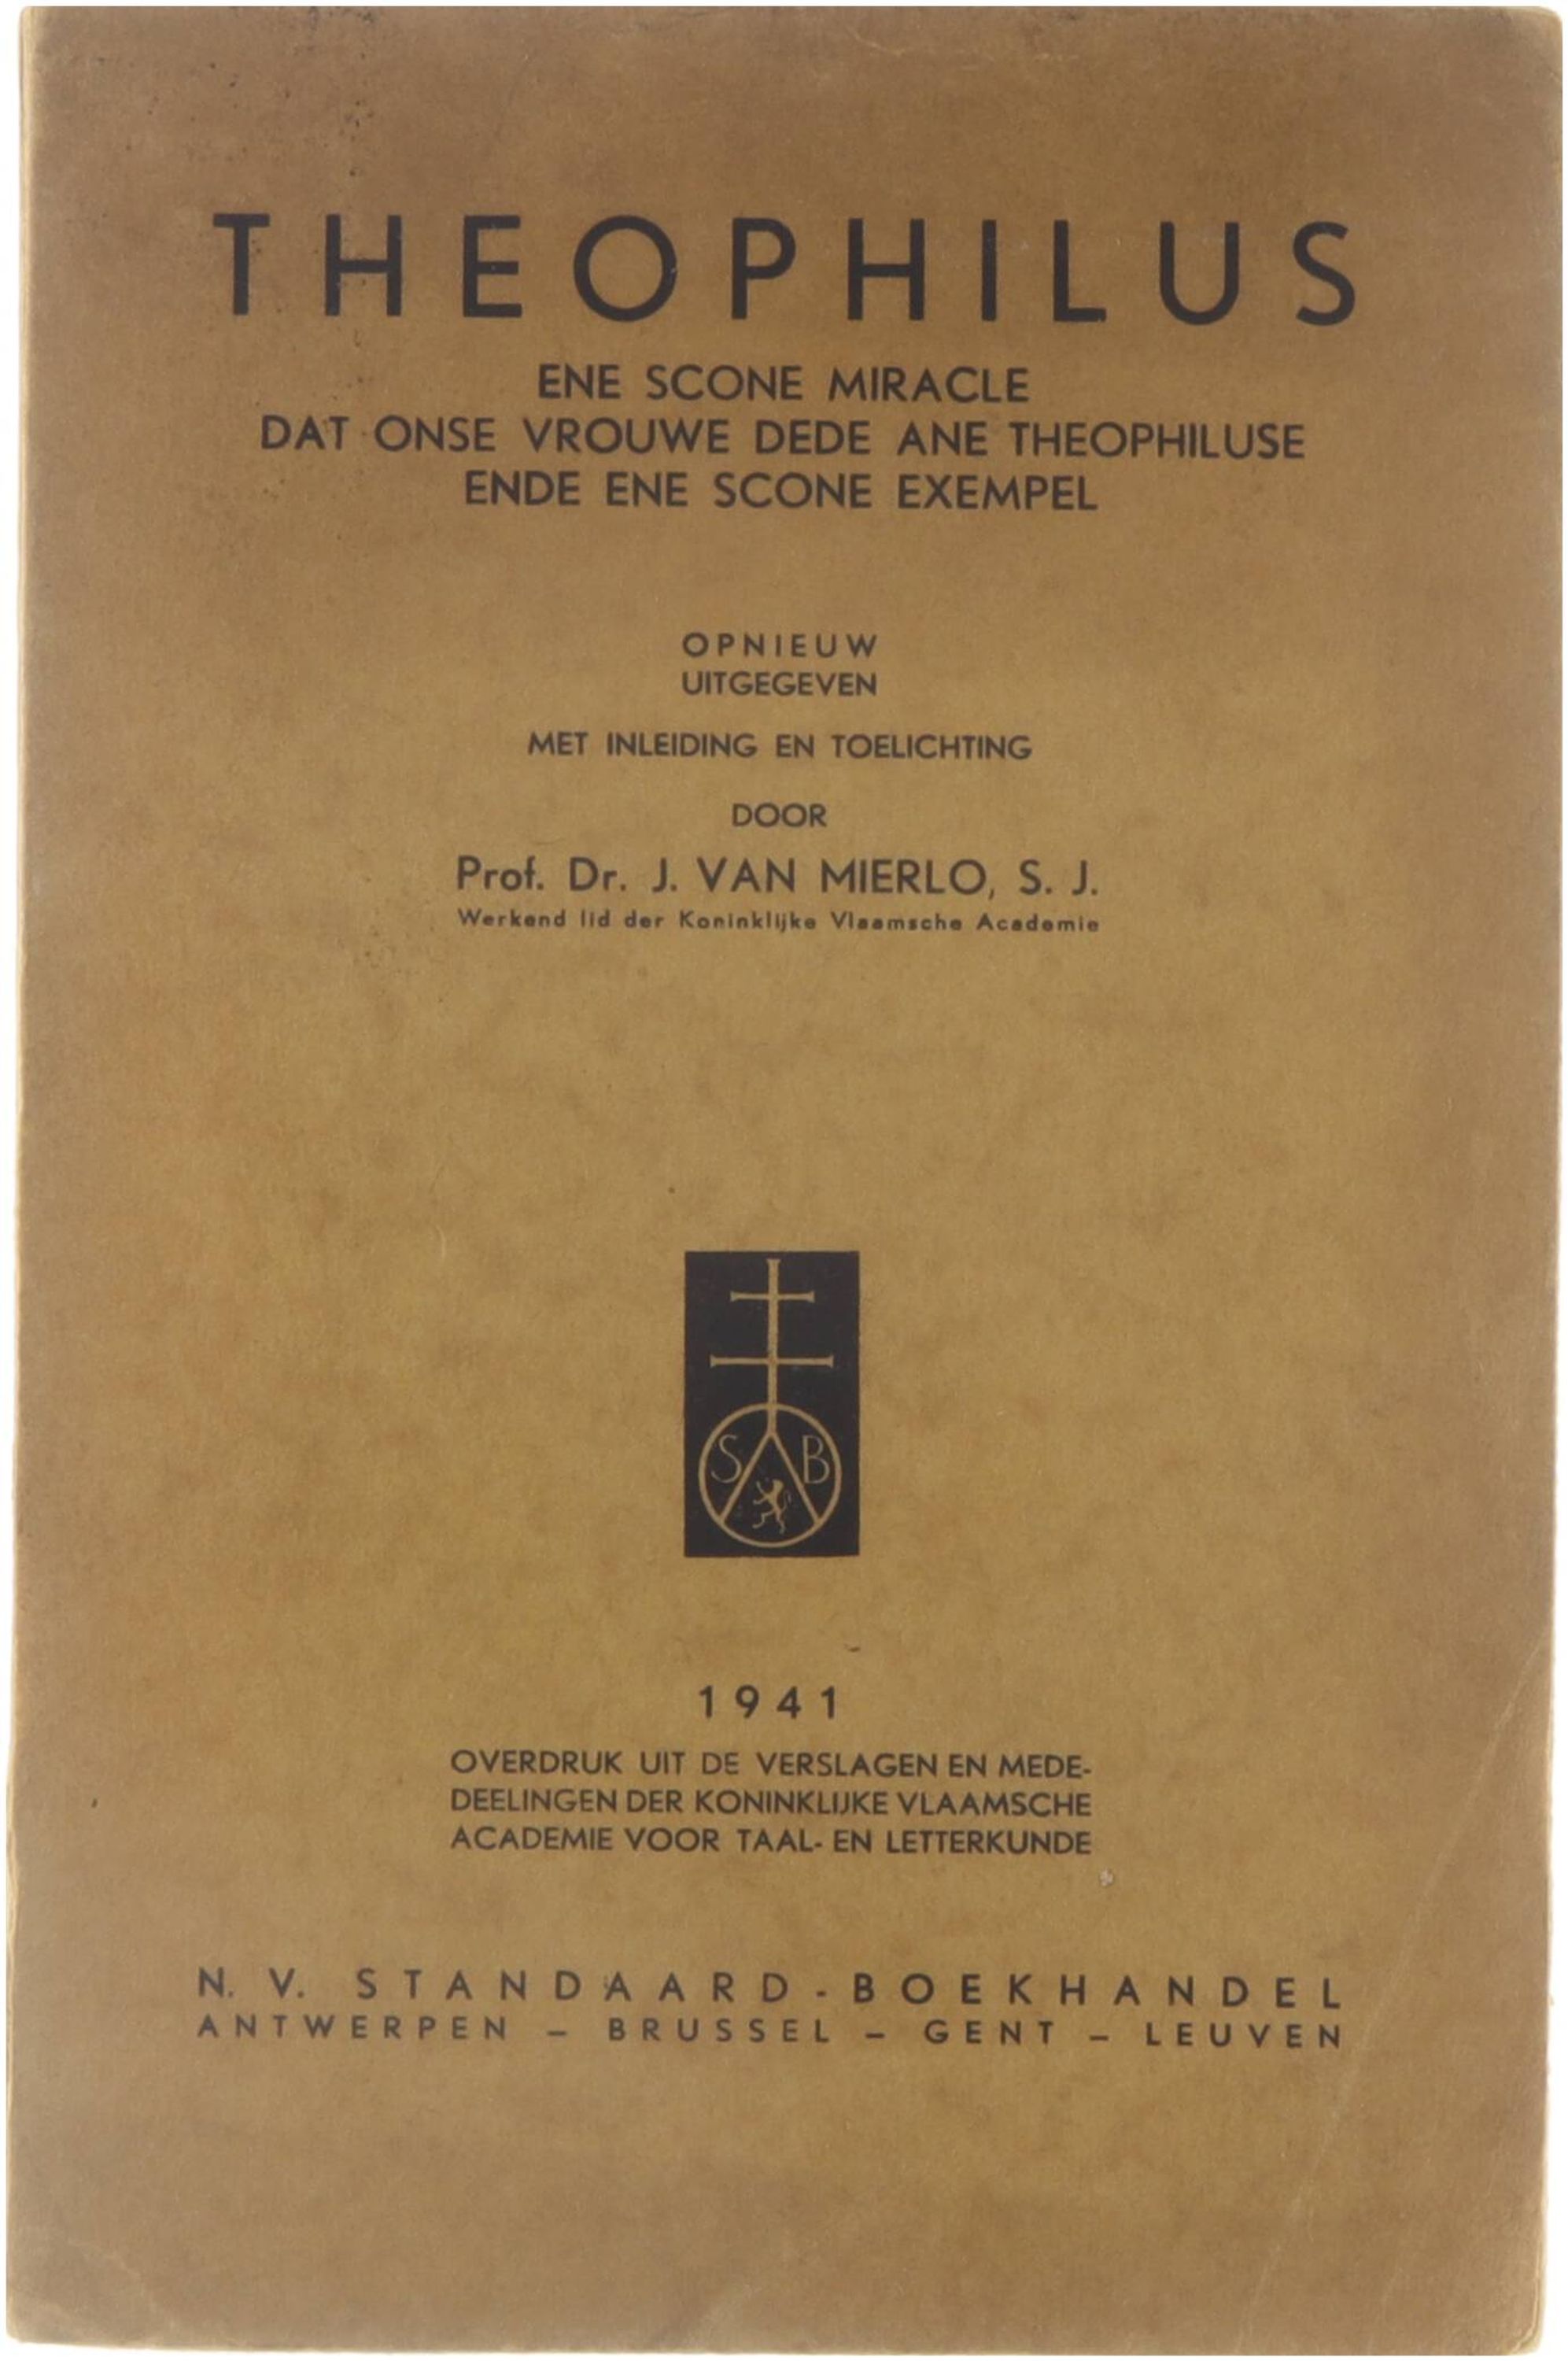 THEOPHILUS
ENE SCONE MIRACLE
DAT ONSE VROUWE DEDE ANE THEOPHILUSE
ENDE ENE SCONE EXEMPEL
OPNIEUW
UITGEGEVEN
MET INLEIDING EN TOELICHTING
DOOR
Prof. Dr. J. VAN MIERLO, S. J.
Werkend lid der Koninklijke Vlaamsche Academie
S B
1941
OVERDRUK UIT DE VERSLAGEN EN MEDE-
DEELINGEN DER KONINKLIJKE VLAAMSCHE
ACADEMIE VOOR TAAL- EN LETTERKUNDE
N. V. STANDAARD-BOEKHANDEL
ANTWERPEN – BRUSSEL – GENT – LEUVEN